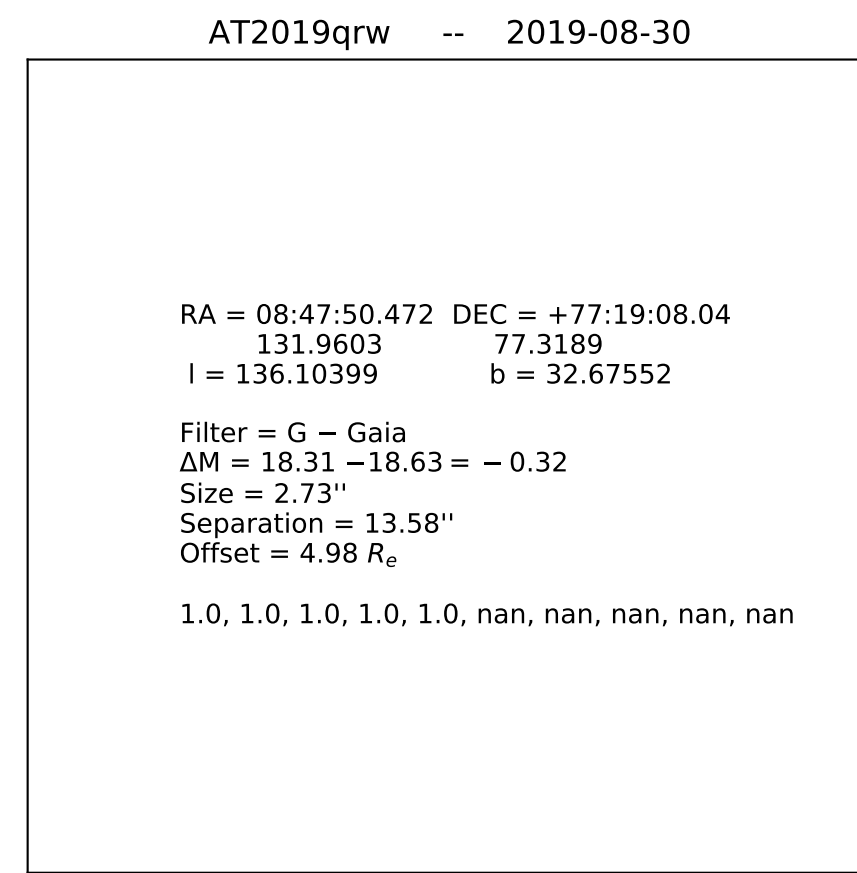 AT2019qrw -- 2019-08-30
RA = 08:47:50.472 DEC = +77:19:08.04
131.9603 77.3189
l = 136.10399 b = 32.67552
Filter = G − Gaia
ΔM = 18.31 −18.63 = − 0.32
Size = 2.73''
Separation = 13.58''
Offset = 4.98 Rₑ
1.0, 1.0, 1.0, 1.0, 1.0, nan, nan, nan, nan, nan